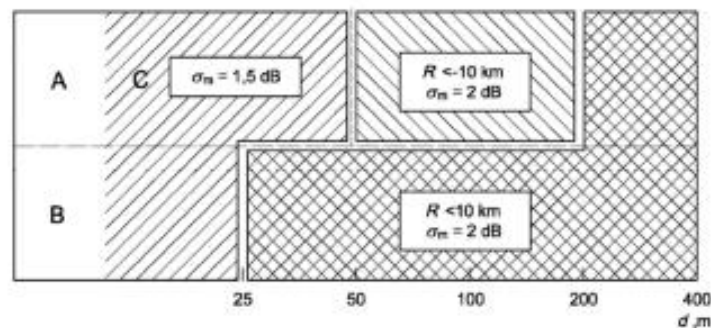 A
C
σm = 1,5 dB
R <-10 km
σm = 2 dB
B
R <10 km
σm = 2 dB
25 50 100 200 400
d ,m